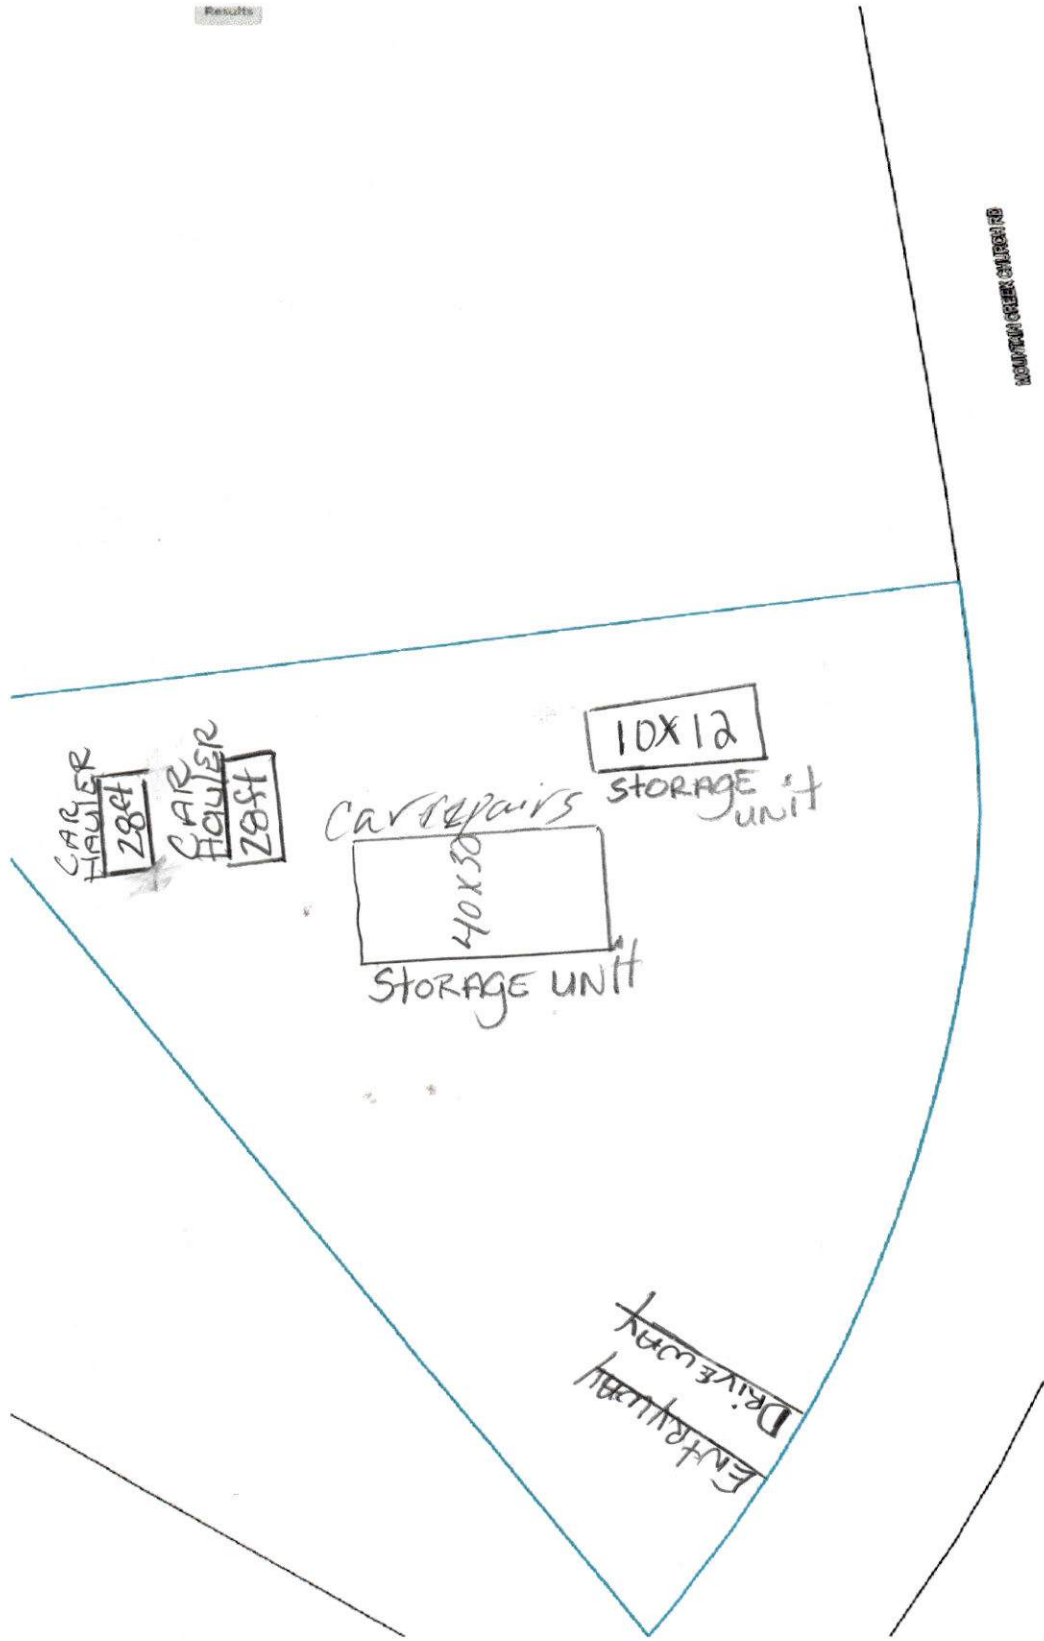 Results
MOUNTAIN CREEK CHURCH RD
10X12
STORAGE
unit
CAR
HAULER
28ft
CAR
HAULER
28ft
Car repairs
40X30
STORAGE UNIT
DRIVEWAY
ENTRYWAY